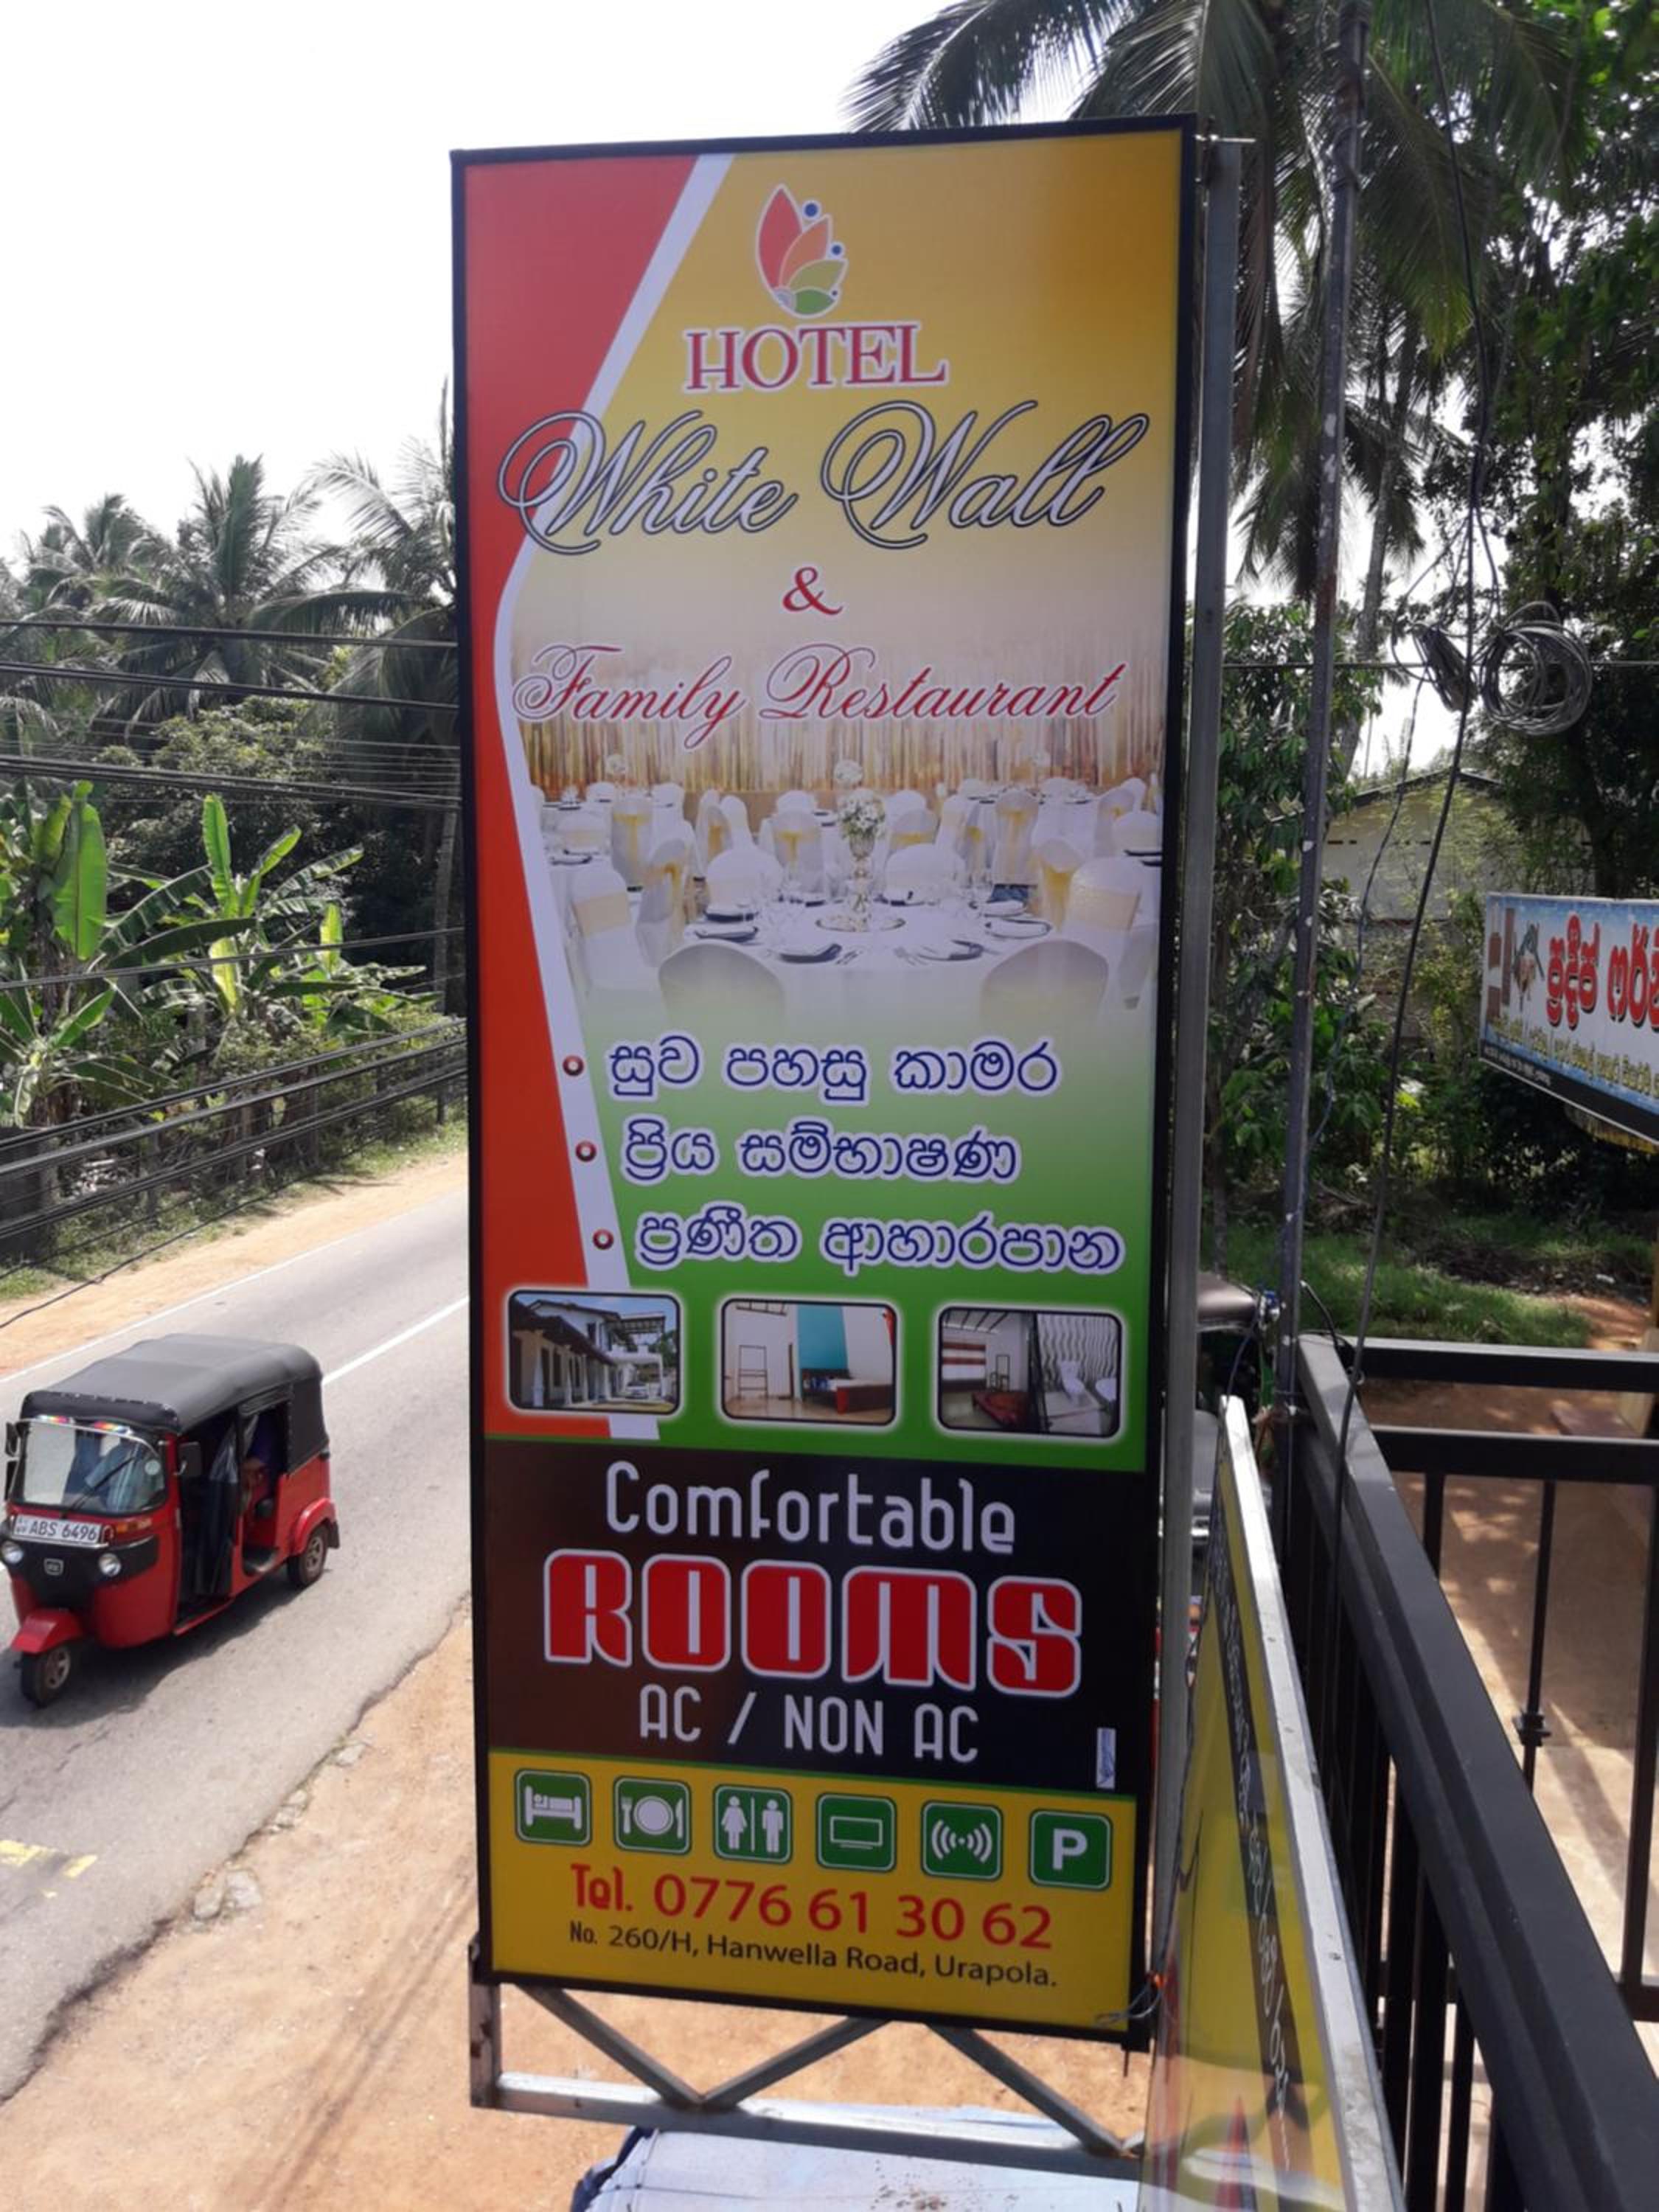 HOTEL
White Wall
&
Family Restaurant
සුව පහසු කාමර
ප්‍රිය සම්භාෂණ
ප්‍රණීත ආහාරපාන
Comfortable
ROOMS
AC / NON AC
P
Tel. 0776 61 30 62
No. 260/H, Hanwella Road, Urapola.
ABS 6496
ප්‍රදීප